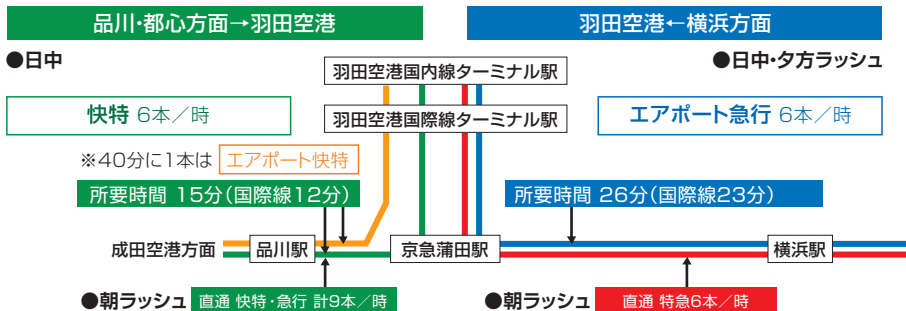 品川・都心方面→羽田空港
羽田空港←横浜方面
●日中
●日中・夕方ラッシュ
羽田空港国内線ターミナル駅
快特 6本／時
羽田空港国際線ターミナル駅
エアポート急行 6本／時
※40分に1本は エアポート快特
所要時間 15分(国際線12分)
所要時間 26分(国際線23分)
成田空港方面
品川駅
京急蒲田駅
横浜駅
●朝ラッシュ 直通 快特・急行 計9本／時
●朝ラッシュ 直通 特急6本／時